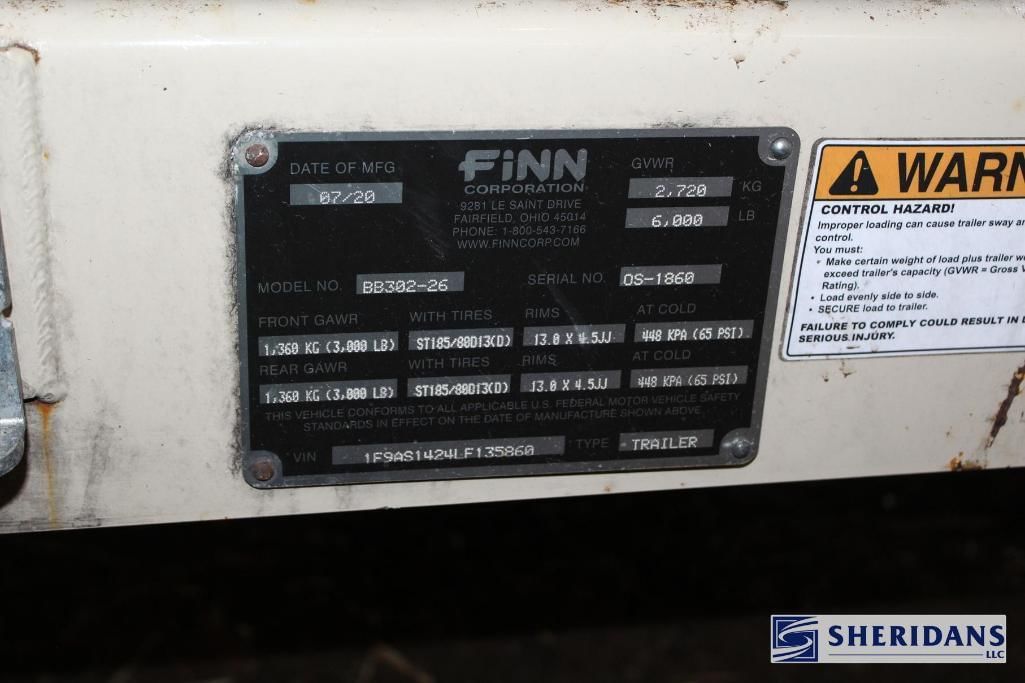 DATE OF MFG
07/20
FINN
CORPORATION
9281 LE SAINT DRIVE
FAIRFIELD, OHIO 45014
PHONE: 1-800-543-7166
WWW.FINNCORP.COM
GVWR
2,720 KG
6,000 LB
MODEL NO. BB302-26 SERIAL NO. OS-1860
FRONT GAWR WITH TIRES RIMS AT COLD
1,360 KG (3,000 LB) ST185/80D13(D) 13.0 X 4.5JJ 448 KPA (65 PSI)
REAR GAWR WITH TIRES RIMS AT COLD
1,360 KG (3,000 LB) ST185/80D13(D) 13.0 X 4.5JJ 448 KPA (65 PSI)
THIS VEHICLE CONFORMS TO ALL APPLICABLE U.S. FEDERAL MOTOR VEHICLE SAFETY
STANDARDS IN EFFECT ON THE DATE OF MANUFACTURE SHOWN ABOVE.
VIN 1F9AS1424LF135860 TYPE TRAILER
WARN
CONTROL HAZARD!
Improper loading can cause trailer sway
control.
You must:
• Make certain weight of load plus trailer
exceed trailer's capacity (GVWR = Gross
Rating).
• Load evenly side to side.
• SECURE load to trailer.
FAILURE TO COMPLY COULD RESULT IN
SERIOUS INJURY.
SHERIDANS
LLC